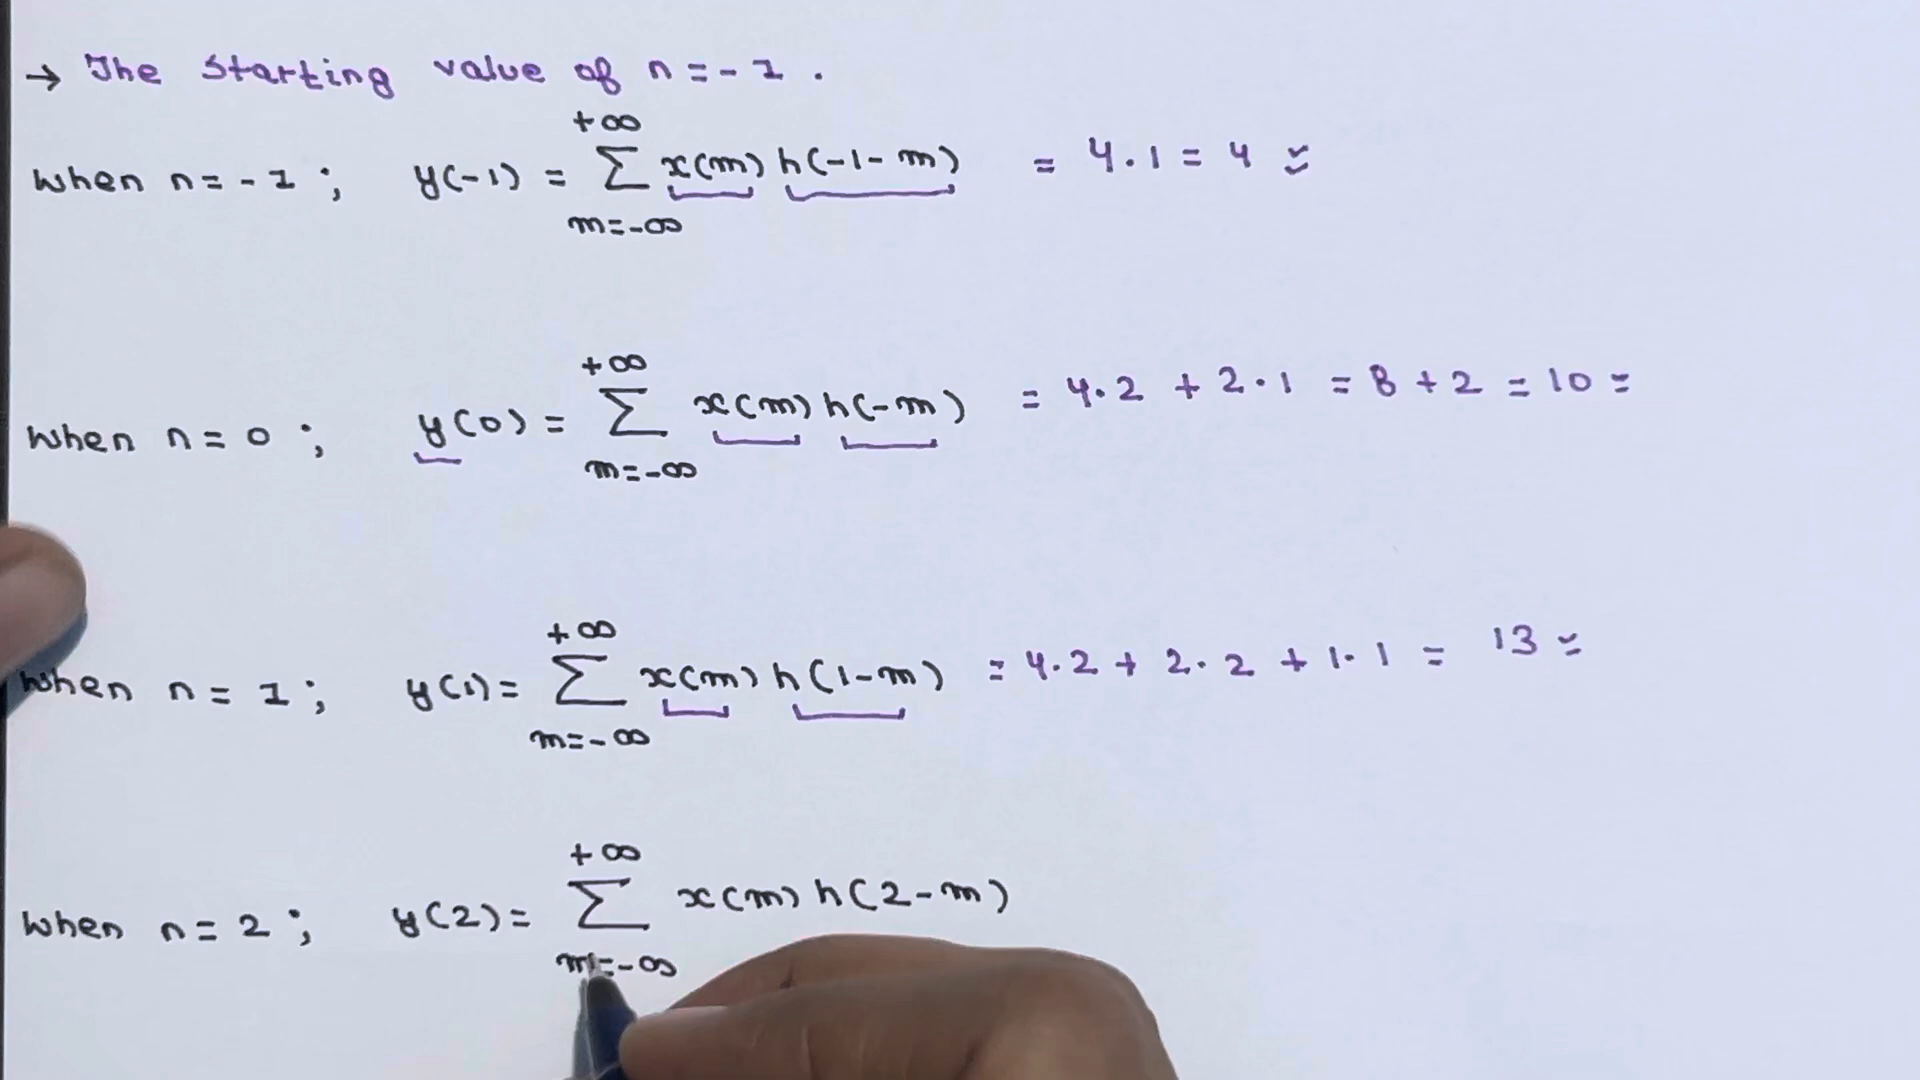 → The starting value of n = -1 .
+∞
when n = -1 ; y(-1) = Σ x(m) h(-1-m) = 4.1 = 4
m=-∞
+∞
when n = 0 ; y(0) = Σ x(m) h(-m) = 4.2 + 2.1 = 8 + 2 = 10
m=-∞
+∞
when n = 1 ; y(1) = Σ x(m) h(1-m) = 4.2 + 2.2 + 1.1 = 13
m=-∞
+∞
when n = 2 ; y(2) = Σ x(m) h(2-m)
m=-∞